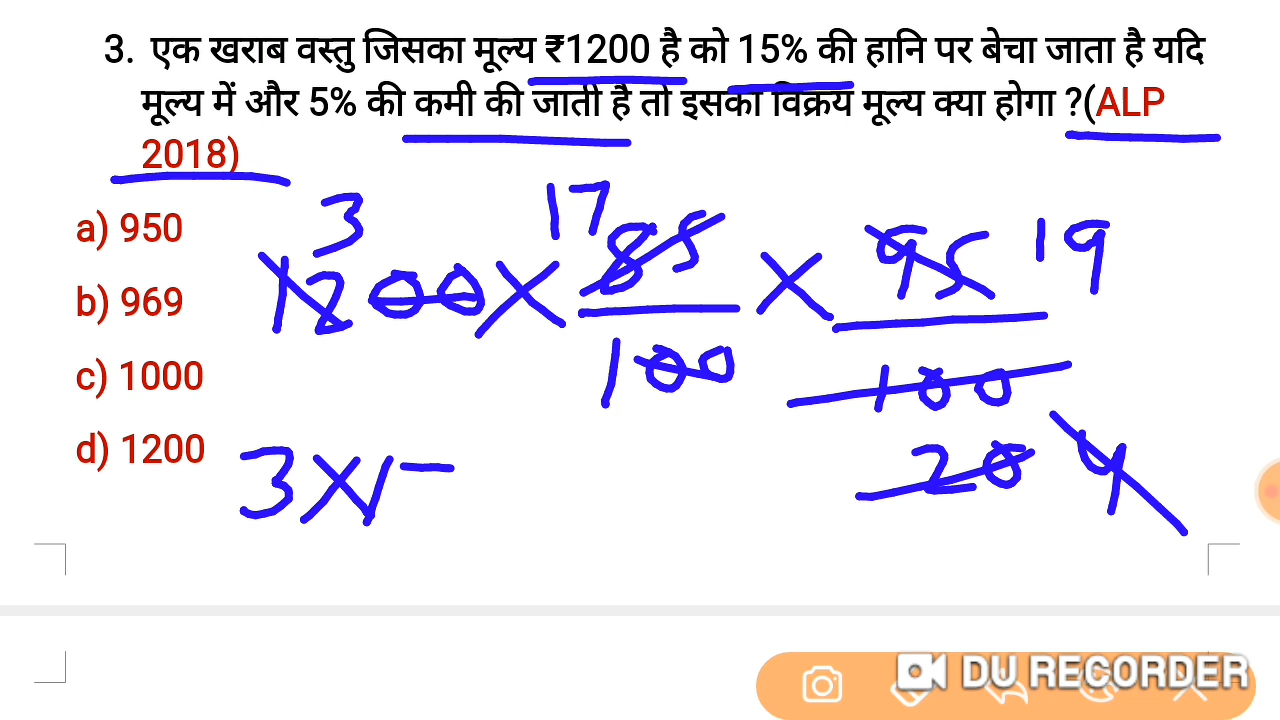 3. एक खराब वस्तु जिसका मूल्य ₹1200 है को 15% की हानि पर बेचा जाता है यदि
मूल्य में और 5% की कमी की जाती है तो इसका विक्रय मूल्य क्या होगा ?(ALP
2018)
a) 950
b) 969
c) 1000
d) 1200
3 17 19
1200 × 85 × 95
100 100
20 4
3×1
DU RECORDER